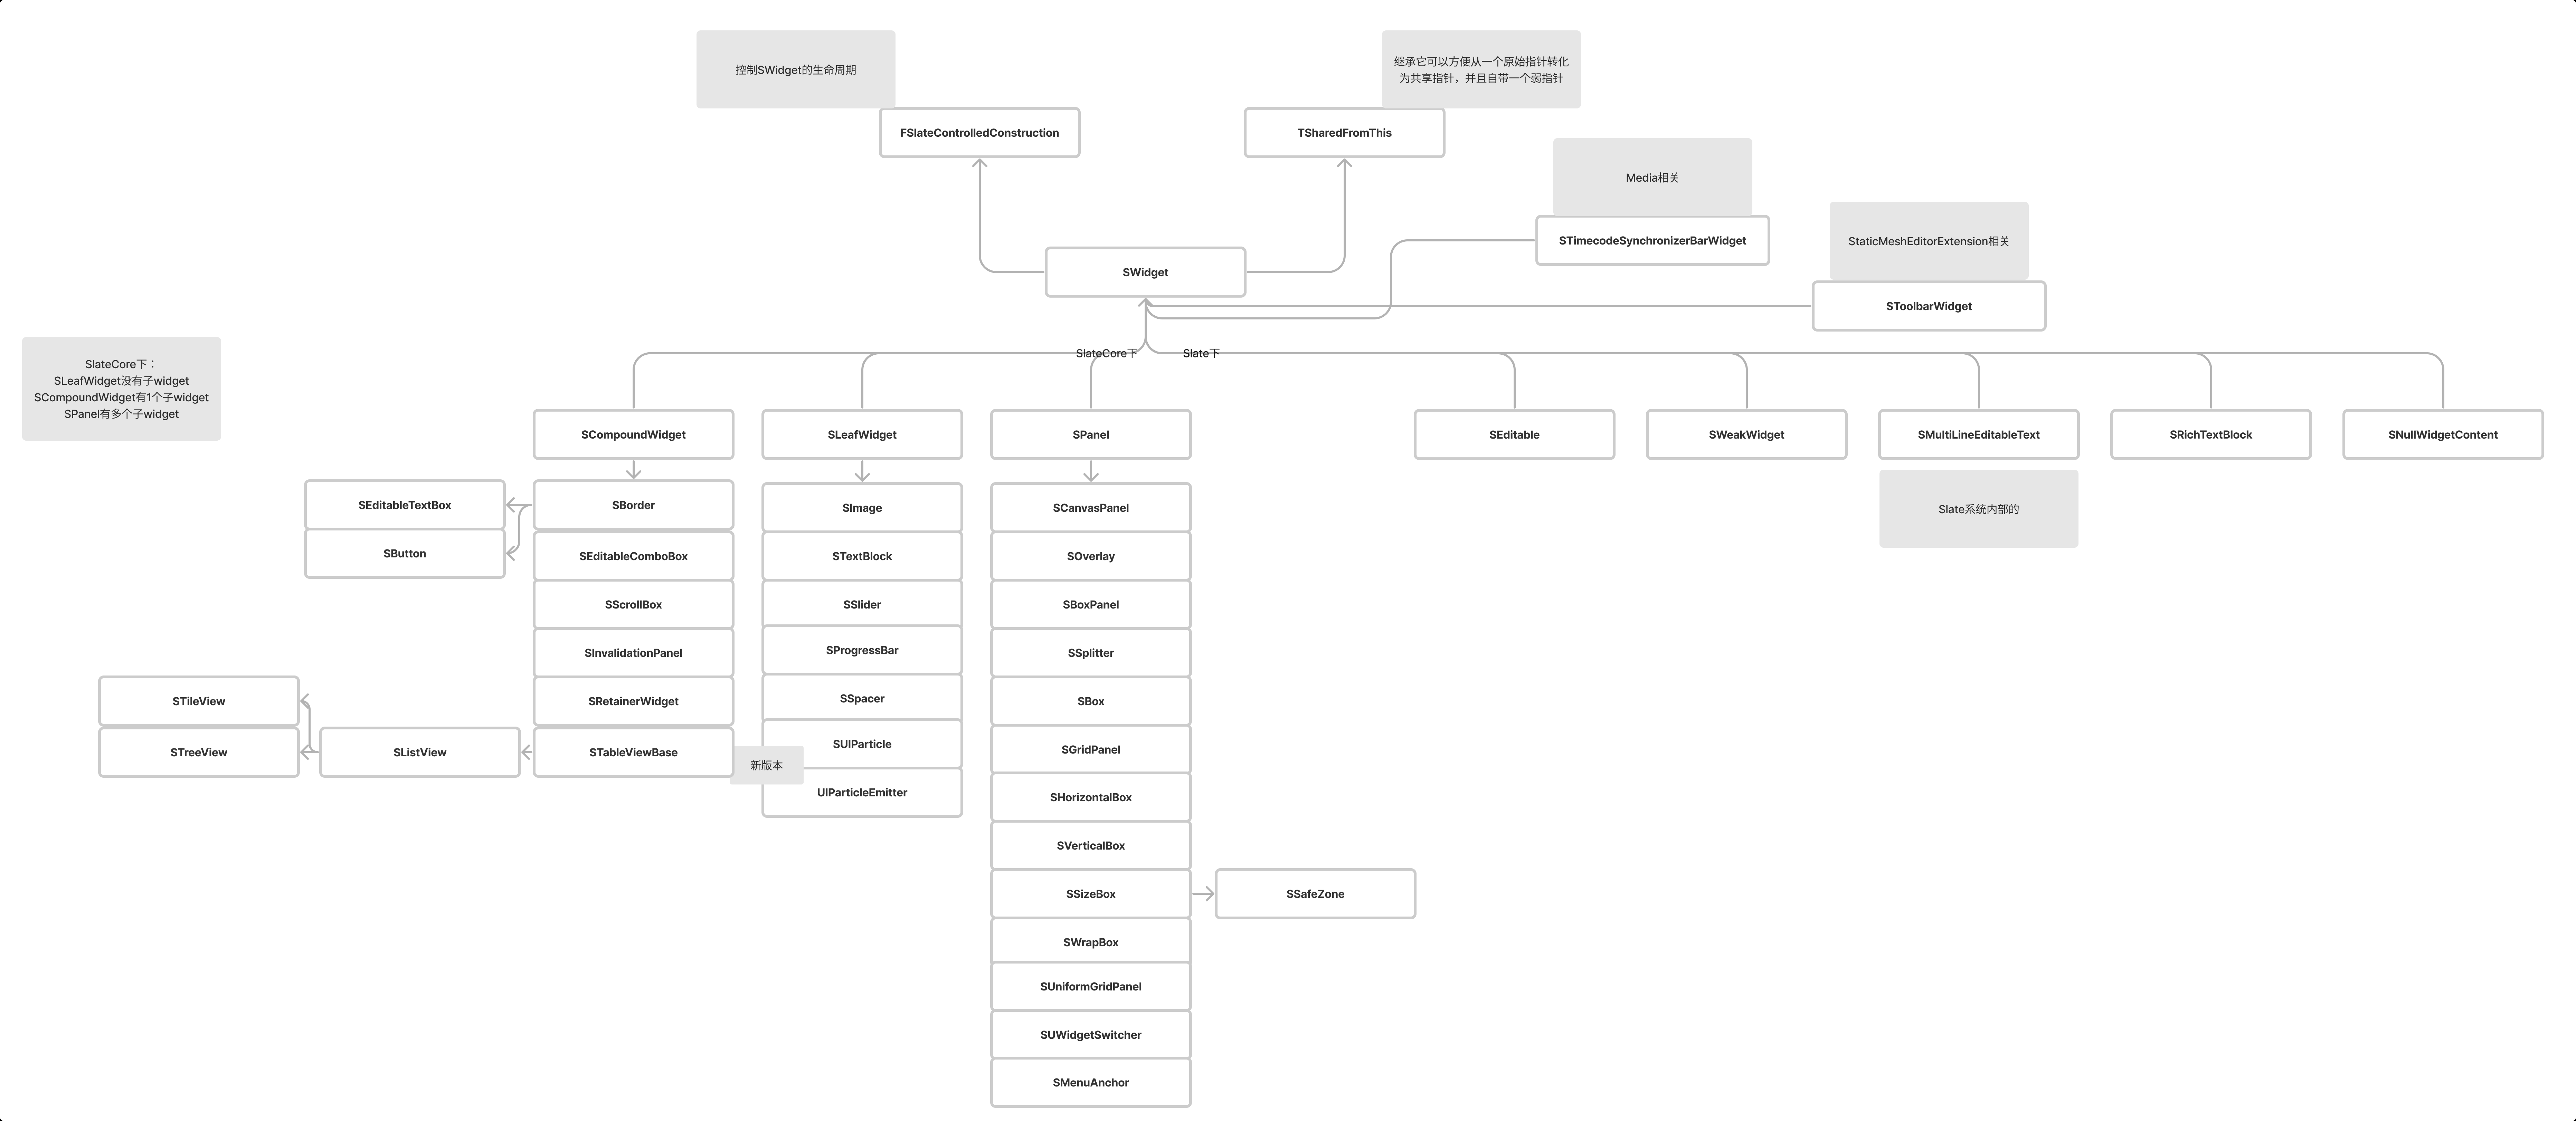 控制SWidget的生命周期
继承它可以方便从一个原始指针转化
为共享指针，并且自带一个弱指针
FSlateControlledConstruction
TSharedFromThis
Media相关
STimecodeSynchronizerBarWidget
StaticMeshEditorExtension相关
SWidget
SToolbarWidget
SlateCore下
Slate下
SlateCore下：
SLeafWidget没有子widget
SCompoundWidget有1个子widget
SPanel有多个子widget
SCompoundWidget
SLeafWidget
SPanel
SEditable
SWeakWidget
SMultiLineEditableText
SRichTextBlock
SNullWidgetContent
Slate系统内部的
SEditableTextBox
SButton
SBorder
SEditableComboBox
SScrollBox
SInvalidationPanel
SRetainerWidget
STableViewBase
STileView
STreeView
SListView
新版本
SImage
STextBlock
SSlider
SProgressBar
SSpacer
SUIParticle
UIParticleEmitter
SCanvasPanel
SOverlay
SBoxPanel
SSplitter
SBox
SGridPanel
SHorizontalBox
SVerticalBox
SSizeBox
SSafeZone
SWrapBox
SUniformGridPanel
SUWidgetSwitcher
SMenuAnchor